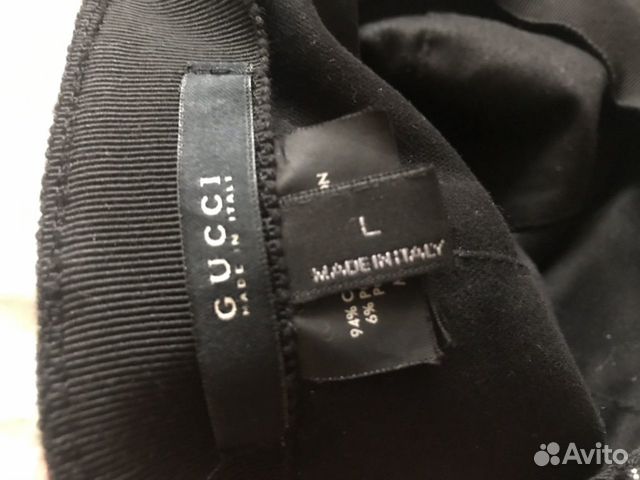 GUCCI
MADE IN ITALY
N
L
MADE IN ITALY
94% C
6% P
Avito